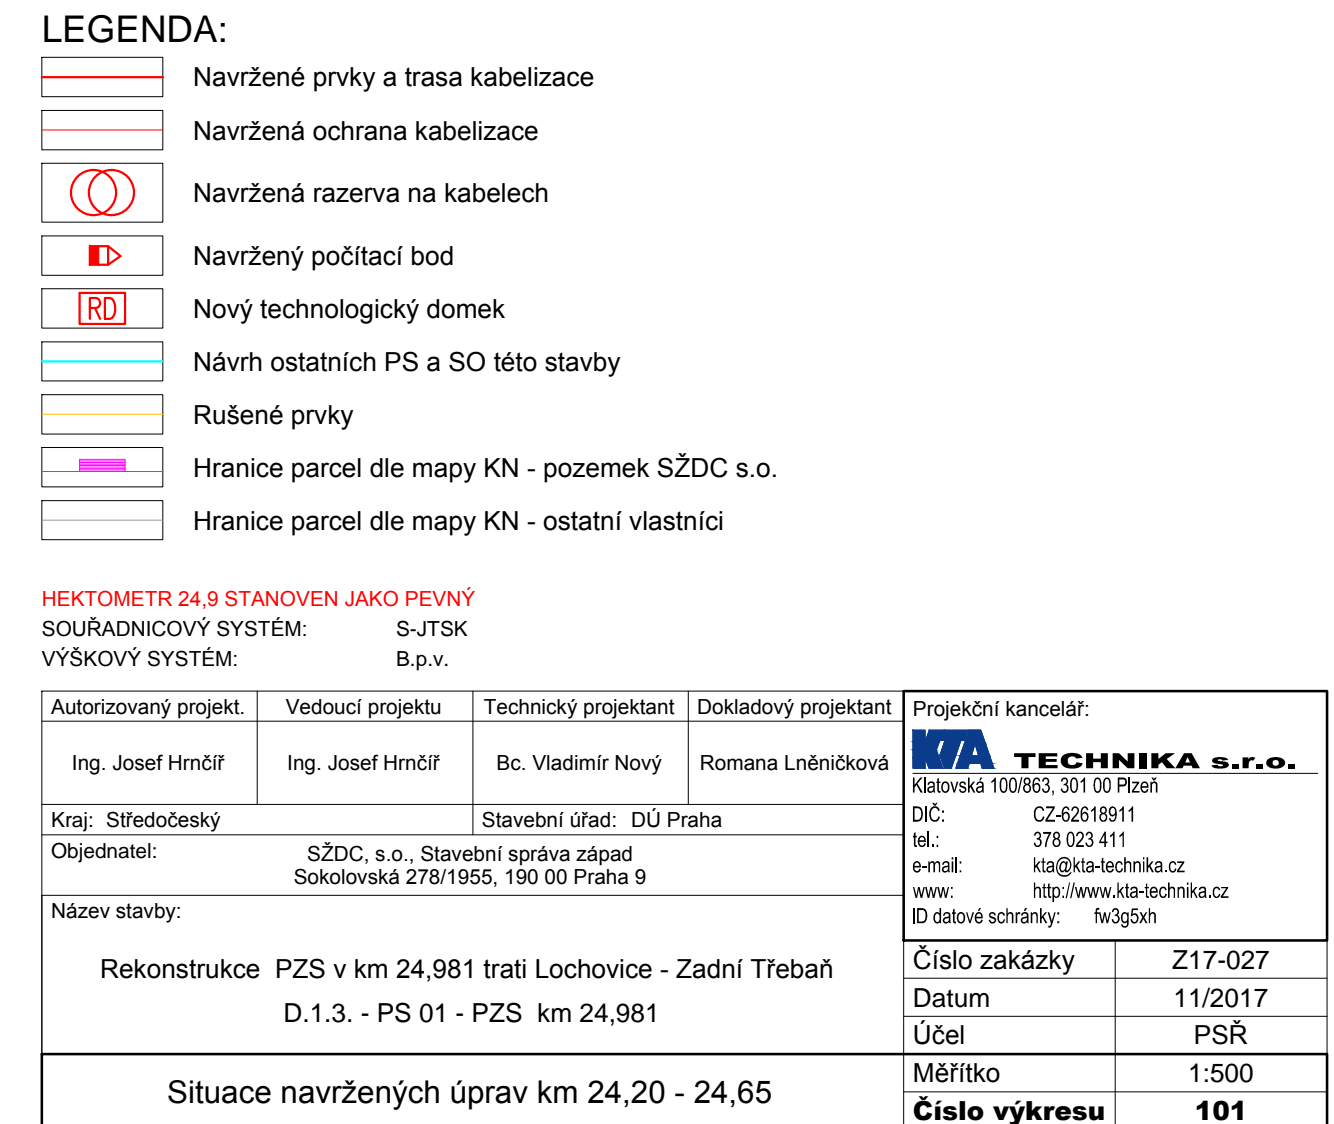 LEGENDA:
Navržené prvky a trasa kabelizace
Navržená ochrana kabelizace
Navržená razerva na kabelech
Navržený počítací bod
RD Nový technologický domek
Návrh ostatních PS a SO této stavby
Rušené prvky
Hranice parcel dle mapy KN - pozemek SŽDC s.o.
Hranice parcel dle mapy KN - ostatní vlastníci
HEKTOMETR 24,9 STANOVEN JAKO PEVNÝ
SOUŘADNICOVÝ SYSTÉM: S-JTSK
VÝŠKOVÝ SYSTÉM: B.p.v.
Autorizovaný projekt. Vedoucí projektu Technický projektant Dokladový projektant
Ing. Josef Hrnčíř Ing. Josef Hrnčíř Bc. Vladimír Nový Romana Lněničková
Kraj: Středočeský Stavební úřad: DÚ Praha
Objednatel: SŽDC, s.o., Stavební správa západ
Sokolovská 278/1955, 190 00 Praha 9
Projekční kancelář:
KTA TECHNIKA s.r.o.
Klatovská 100/863, 301 00 Plzeň
DIČ: CZ-62618911
tel.: 378 023 411
e-mail: kta@kta-technika.cz
www: http://www.kta-technika.cz
ID datové schránky: fw3g5xh
Název stavby:
Rekonstrukce PZS v km 24,981 trati Lochovice - Zadní Třebaň
D.1.3. - PS 01 - PZS km 24,981
Číslo zakázky Z17-027
Datum 11/2017
Účel PSŘ
Situace navržených úprav km 24,20 - 24,65
Měřítko 1:500
Číslo výkresu 101